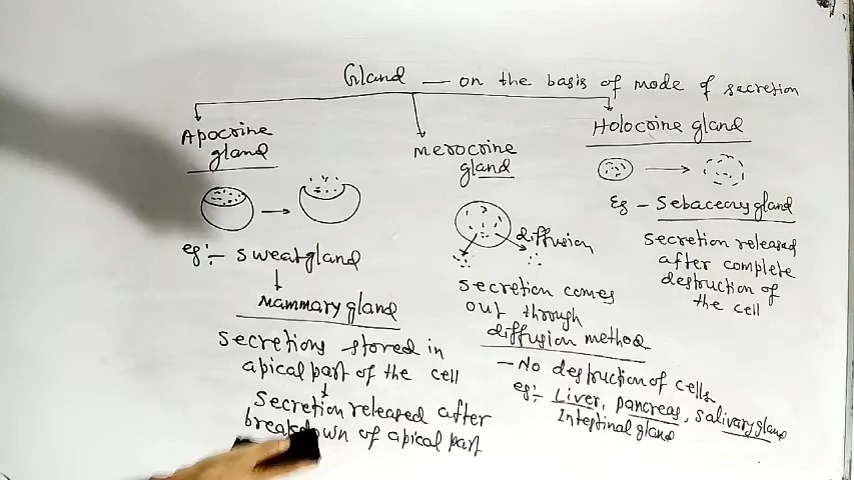 Gland — on the basis of mode of secretion
Apocrine
gland
eg:- sweatgland
mammary gland
secretions stored in
apical part of the cell
secretion released after
breakdown of apical part
merocrine
gland
diffusion
secretion comes
out through
diffusion method
- No destruction of cells
eg:- Liver, pancreas, salivary gland
Intestinal gland
Holocrine gland
Eg - sebaceous gland
secretion released
after complete
destruction of
the cell